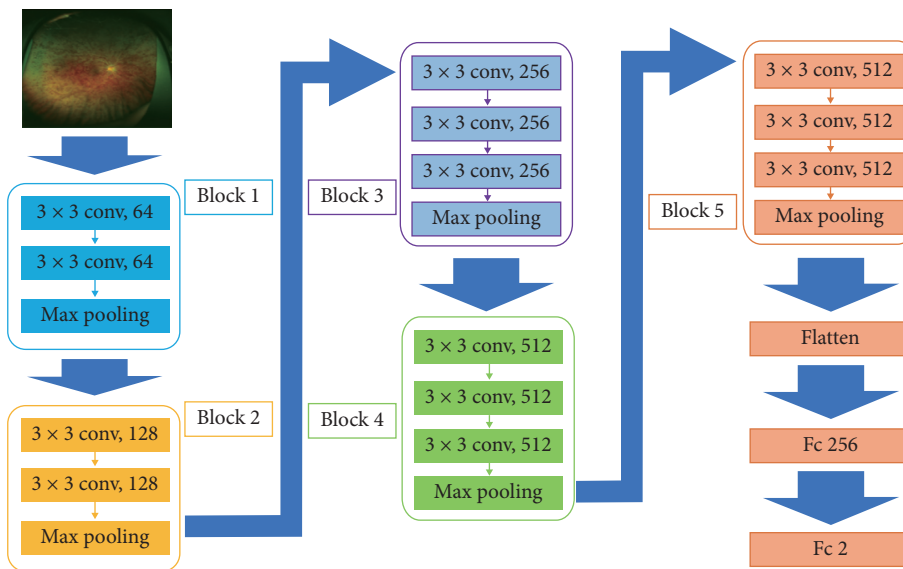 Block 1
3 × 3 conv, 64
3 × 3 conv, 64
Max pooling
Block 2
3 × 3 conv, 128
3 × 3 conv, 128
Max pooling
Block 3
3 × 3 conv, 256
3 × 3 conv, 256
3 × 3 conv, 256
Max pooling
Block 4
3 × 3 conv, 512
3 × 3 conv, 512
3 × 3 conv, 512
Max pooling
Block 5
3 × 3 conv, 512
3 × 3 conv, 512
3 × 3 conv, 512
Max pooling
Flatten
Fc 256
Fc 2